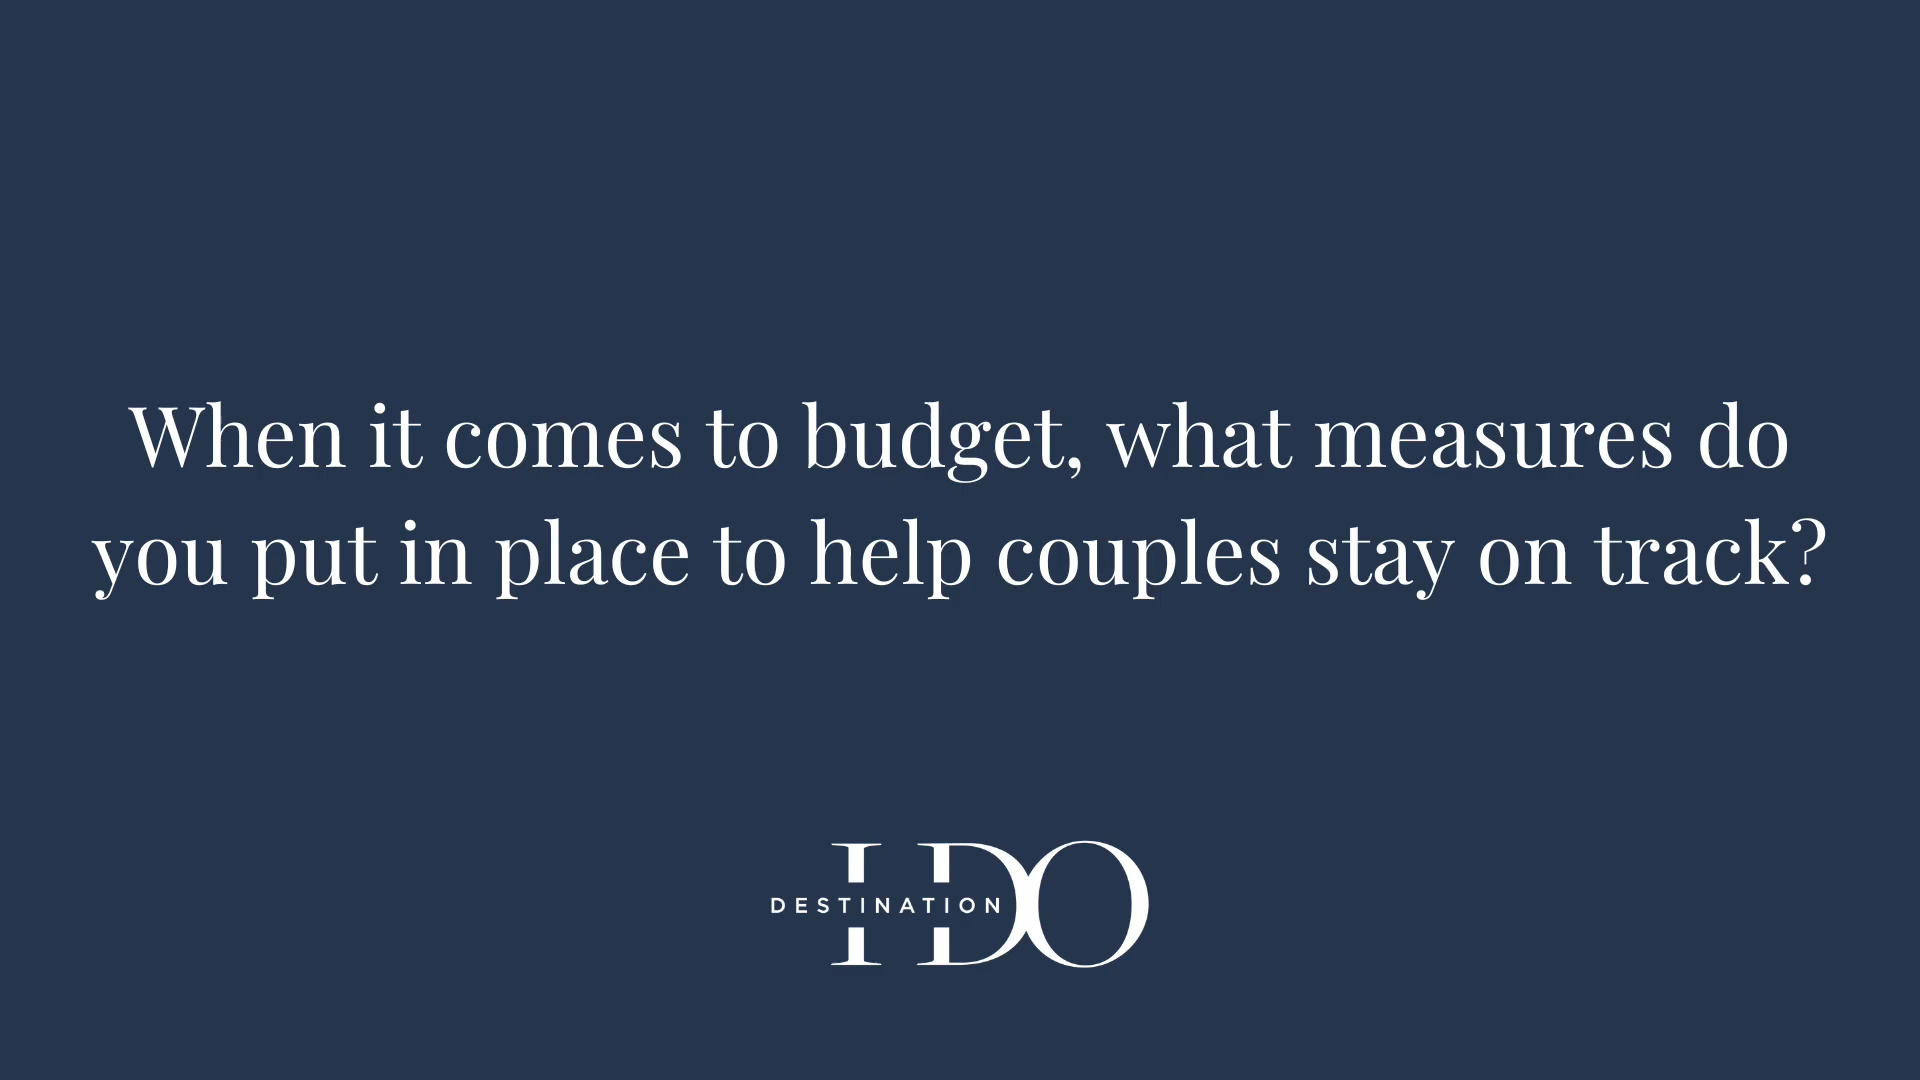 When it comes to budget, what measures do
you put in place to help couples stay on track?
I DO
DESTINATION